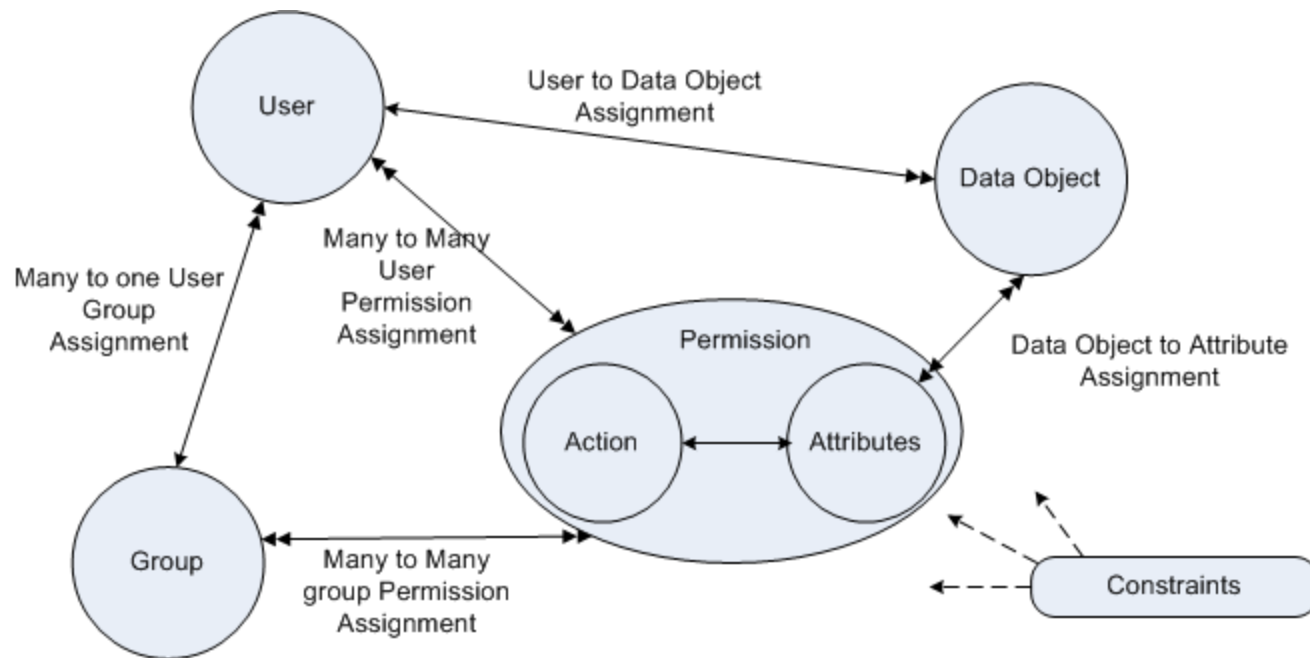 User
User to Data Object
Assignment
Data Object
Many to Many
User
Permission
Assignment
Many to one User
Group
Assignment
Permission
Data Object to Attribute
Assignment
Action
Attributes
Group
Many to Many
group Permission
Assignment
Constraints